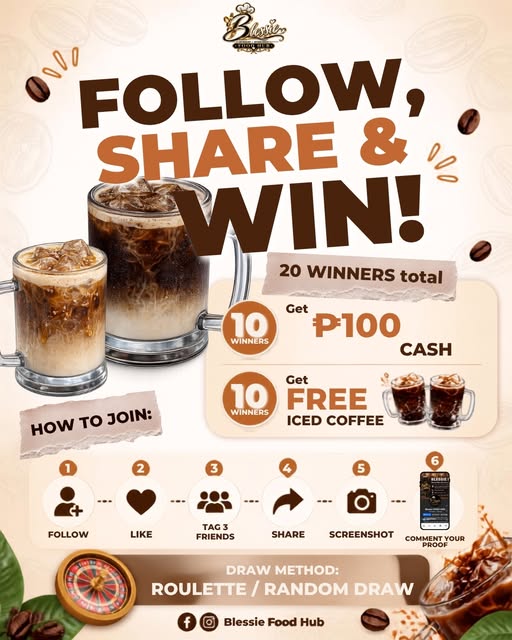 Blessie
FOOD HUB
FOLLOW,
SHARE &
WIN!
20 WINNERS total
10
WINNERS
Get
₱100
CASH
10
WINNERS
Get
FREE
ICED COFFEE
HOW TO JOIN:
1
FOLLOW
2
LIKE
3
TAG 3
FRIENDS
4
SHARE
5
SCREENSHOT
6
COMMENT YOUR
PROOF
DRAW METHOD:
ROULETTE / RANDOM DRAW
Blessie Food Hub